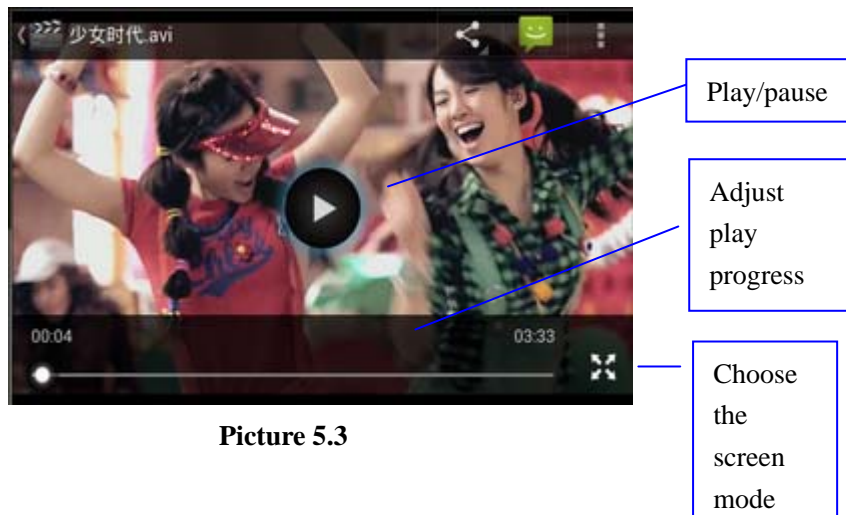 少女时代.avi
Play/pause
Adjust
play
progress
00:04
03:33
Choose
the
screen
mode
Picture 5.3